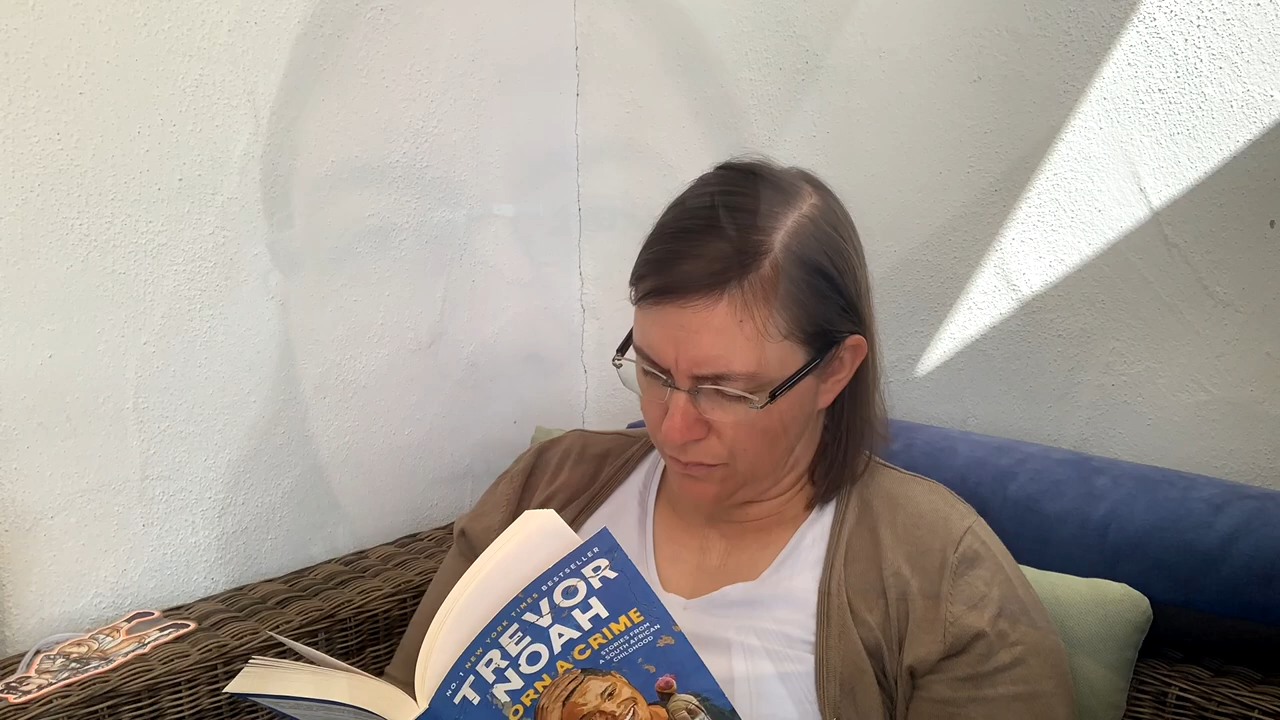 NO. 1 NEW YORK TIMES BESTSELLER
TREVOR
NOAH
ORN A CRIME
STORIES FROM
A SOUTH AFRICAN
CHILDHOOD